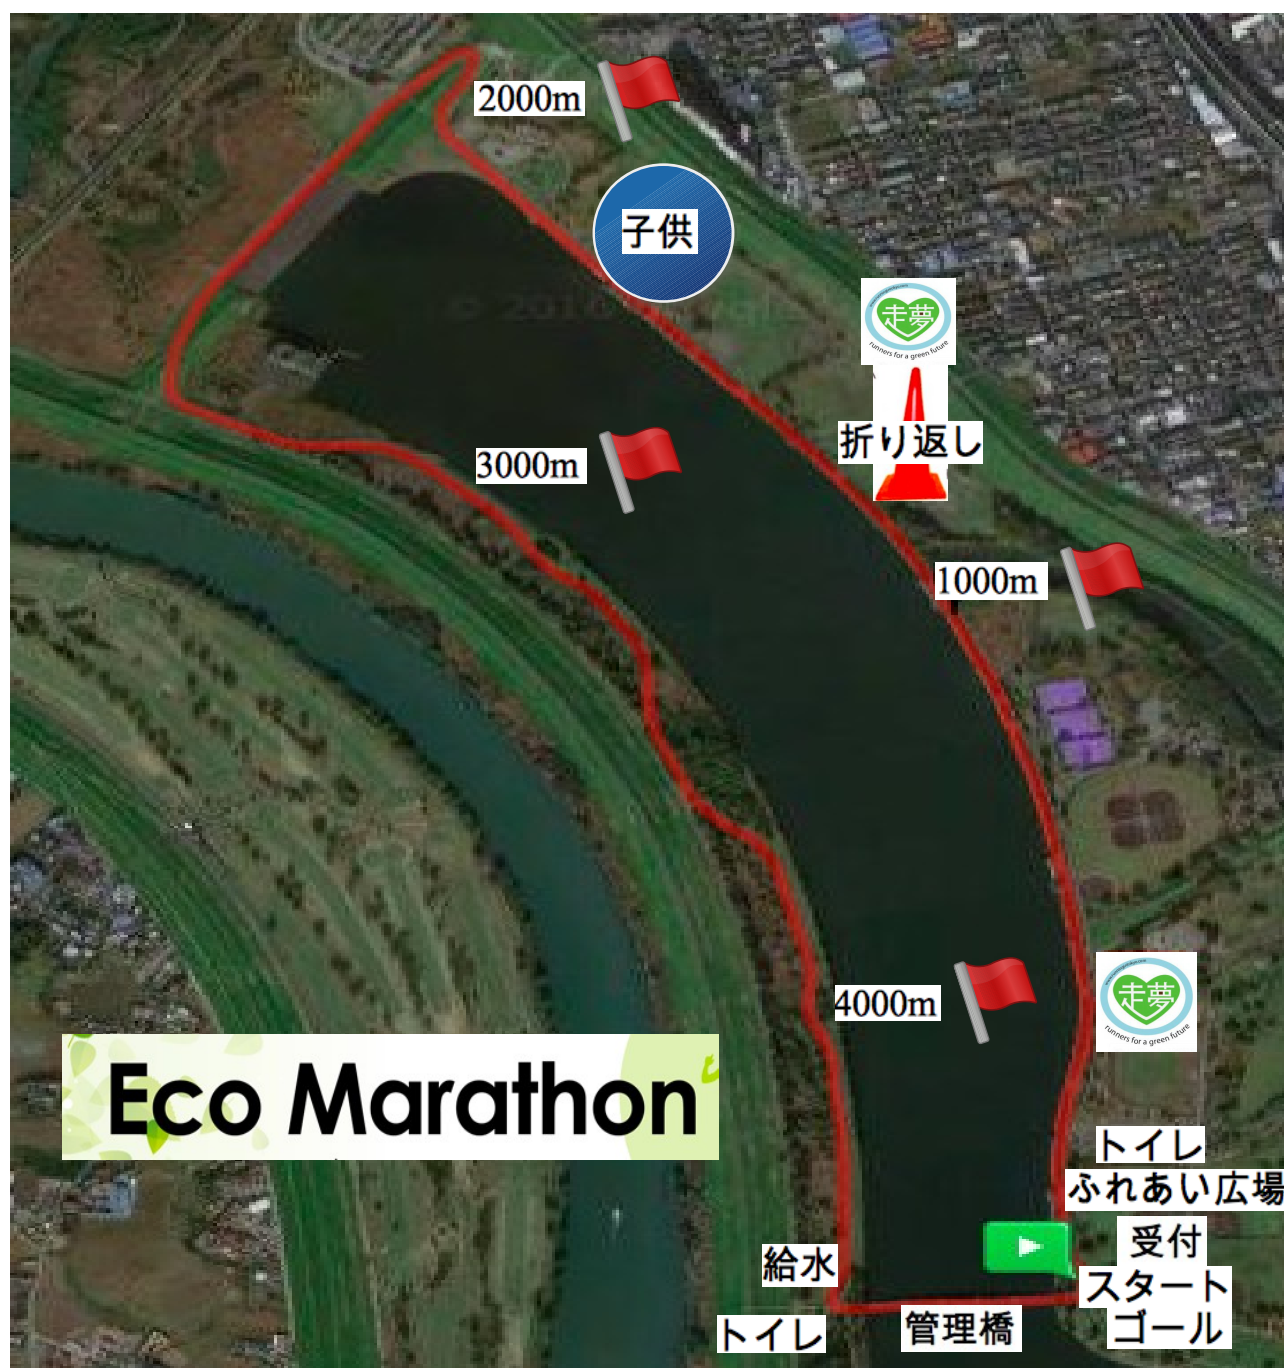 2000m
子供
走夢
runners for a green future
折り返し
3000m
1000m
走夢
runners for a green future
4000m
Eco Marathon
トイレ
ふれあい広場
受付
スタート
ゴール
給水
トイレ
管理橋